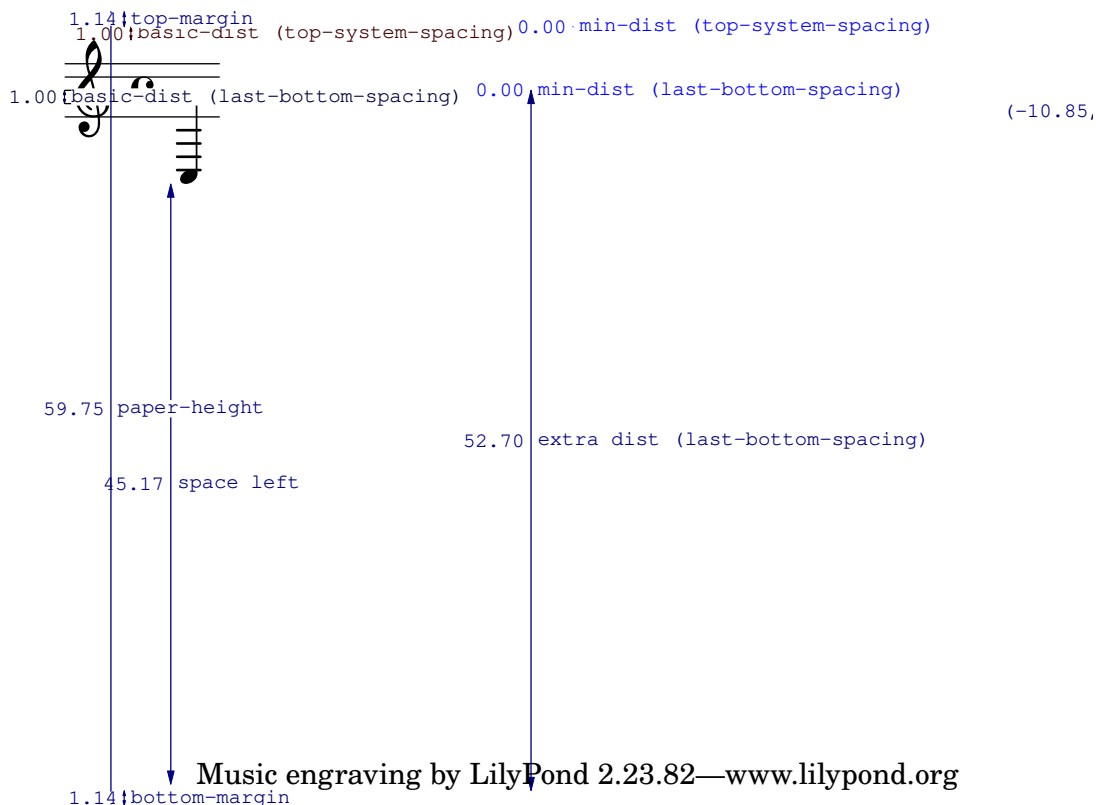 1.14 top-margin
0.00 min-dist (top-system-spacing)
1.00 basic-dist (top-system-spacing)
0.00 min-dist (last-bottom-spacing)
1.00 basic-dist (last-bottom-spacing)
(-10.85,
59.75 paper-height
52.70 extra dist (last-bottom-spacing)
45.17 space left
Music engraving by LilyPond 2.23.82—www.lilypond.org
1.14 bottom-margin